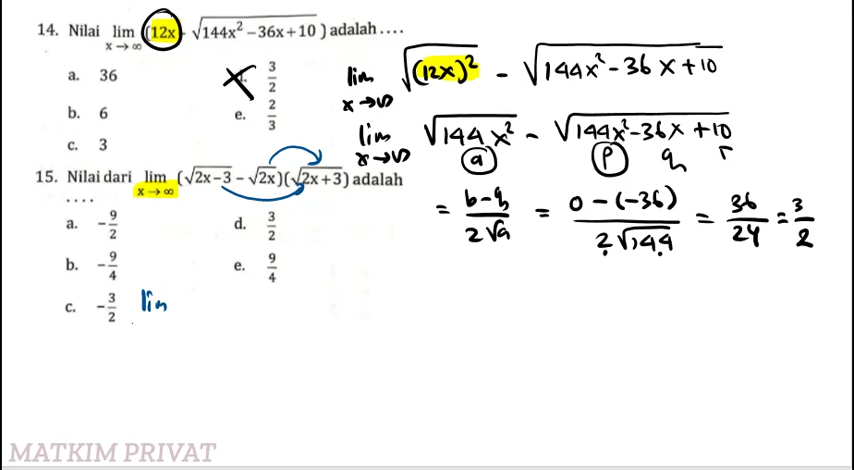 14. Nilai lim x→∞ (12x - √144x² − 36x + 10 ) adalah ....
a. 36
b. 6
c. 3
3/2
e. 2/3
lim x→∞ √(12x)² - √144x² - 36x + 10
lim x→∞ √144x² - √144x² - 36x + 10
a p q r
= b-q / 2√a = 0 - (-36) / 2√144 = 36/24 = 3/2
15. Nilai dari lim x→∞ (√2x−3 − √2x)(√2x+3) adalah
....
a. −9/2
b. −9/4
c. −3/2
d. 3/2
e. 9/4
lim
MATKIM PRIVAT